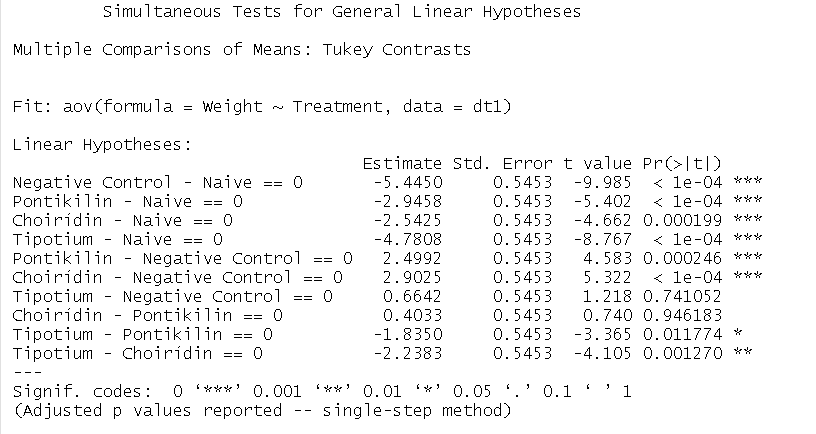 Simultaneous Tests for General Linear Hypotheses
Multiple Comparisons of Means: Tukey Contrasts
Fit: aov(formula = Weight ~ Treatment, data = dt1)
Linear Hypotheses:
Estimate Std. Error t value Pr(>|t|)
Negative Control - Naive == 0 -5.4450 0.5453 -9.985 < 1e-04 ***
Pontikilin - Naive == 0 -2.9458 0.5453 -5.402 < 1e-04 ***
Choirídin - Naive == 0 -2.5425 0.5453 -4.662 0.000199 ***
Tipotium - Naive == 0 -4.7808 0.5453 -8.767 < 1e-04 ***
Pontikilin - Negative Control == 0 2.4992 0.5453 4.583 0.000246 ***
Choirídin - Negative Control == 0 2.9025 0.5453 5.322 < 1e-04 ***
Tipotium - Negative Control == 0 0.6642 0.5453 1.218 0.741052
Choirídin - Pontikilin == 0 0.4033 0.5453 0.740 0.946183
Tipotium - Pontikilin == 0 -1.8350 0.5453 -3.365 0.011774 *
Tipotium - Choirídin == 0 -2.2383 0.5453 -4.105 0.001270 **
---
Signif. codes: 0 ‘***’ 0.001 ‘**’ 0.01 ‘*’ 0.05 ‘.’ 0.1 ‘ ’ 1
(Adjusted p values reported -- single-step method)